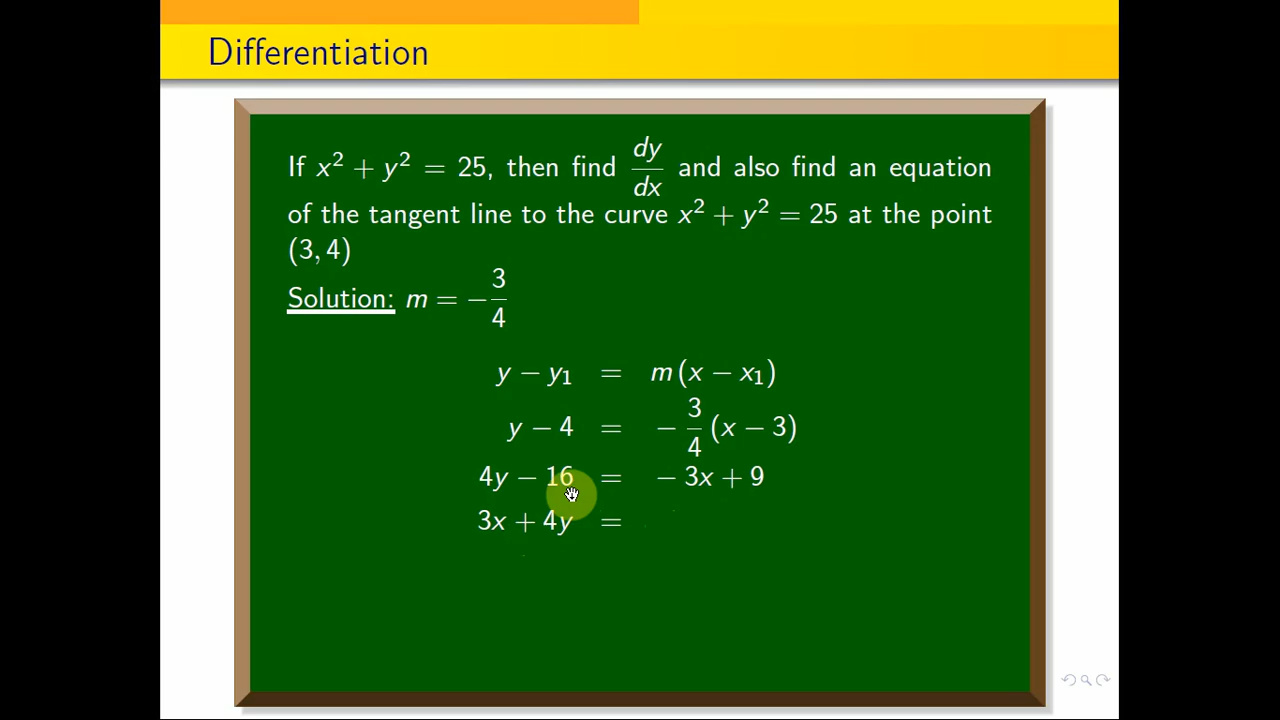 Differentiation
If x² + y² = 25, then find dy/dx and also find an equation
of the tangent line to the curve x² + y² = 25 at the point
(3, 4)
Solution: m = −3/4
y − y₁ = m (x − x₁)
y − 4 = −3/4 (x − 3)
4y − 16 = − 3x + 9
3x + 4y =